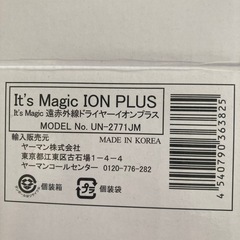 It's Magic ION PLUS
It's Magic 遠赤外線ドライヤーイオンプラス
MODEL No. UN-2771JM
輸入販売元 MADE IN KOREA
ヤーマン株式会社
東京都江東区古石場1-4-4
ヤーマンコールセンター 0120-776-282
個装箱 個装袋
4 540790 363825